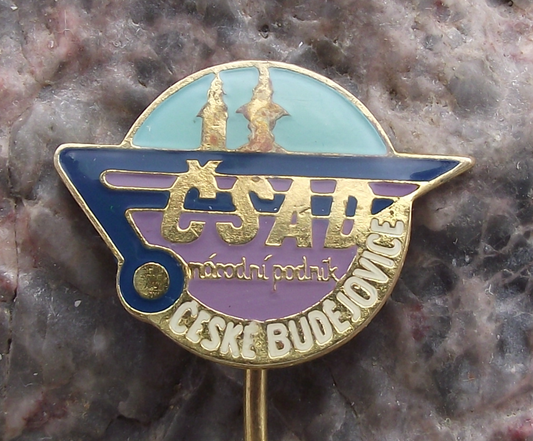 ČSAD
národní podnik
ČESKÉ BUDĚJOVICE